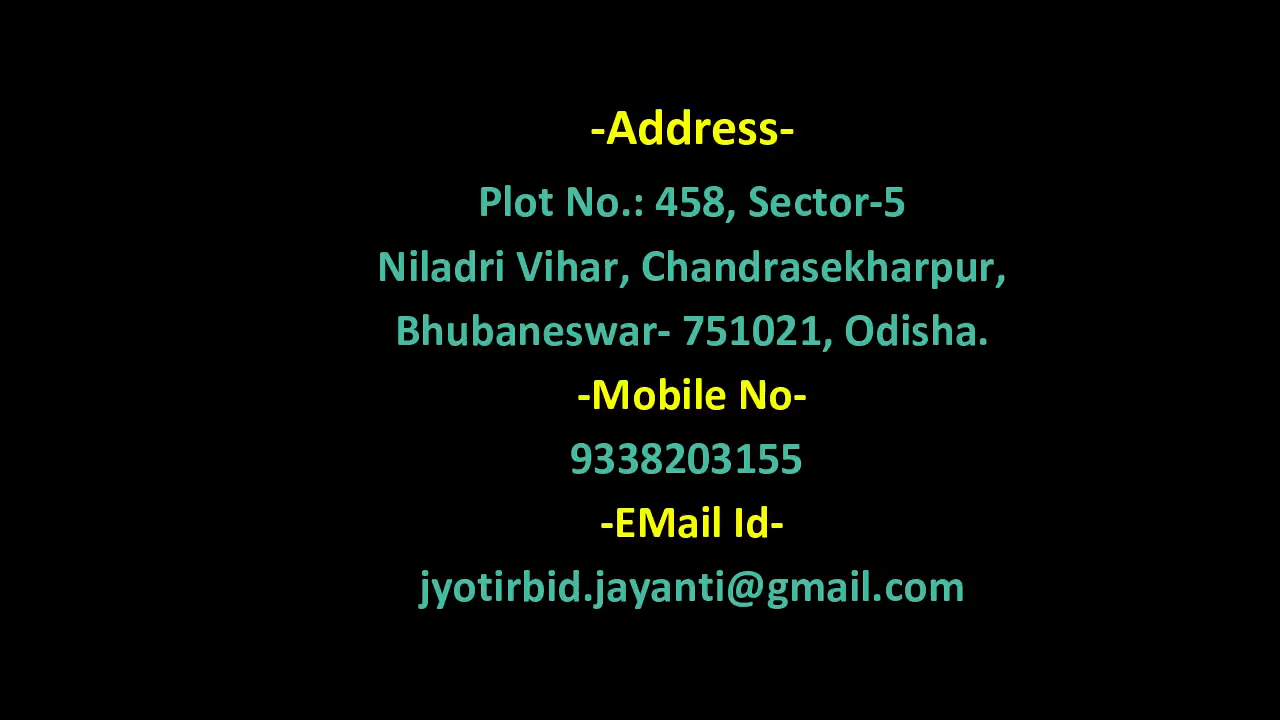 -Address-
Plot No.: 458, Sector-5
Niladri Vihar, Chandrasekharpur,
Bhubaneswar- 751021, Odisha.
-Mobile No-
9338203155
-EMail Id-
jyotirbid.jayanti@gmail.com